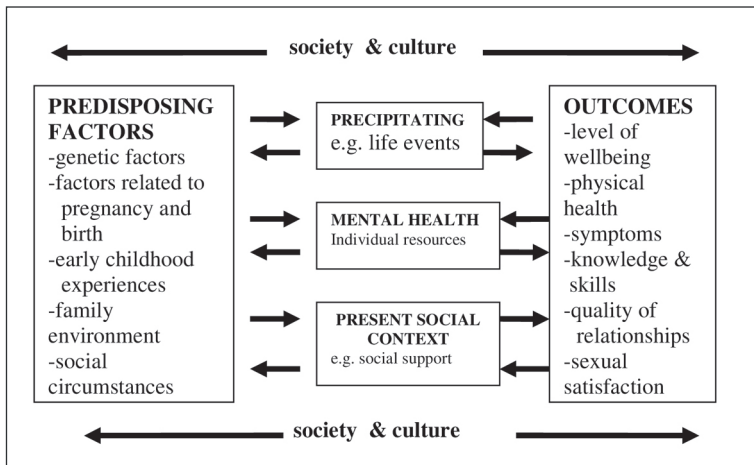 society & culture
PREDISPOSING
FACTORS
-genetic factors
-factors related to
pregnancy and
birth
-early childhood
experiences
-family
environment
-social
circumstances
PRECIPITATING
e.g. life events
MENTAL HEALTH
Individual resources
PRESENT SOCIAL
CONTEXT
e.g. social support
OUTCOMES
-level of
wellbeing
-physical
health
-symptoms
-knowledge &
skills
-quality of
relationships
-sexual
satisfaction
society & culture